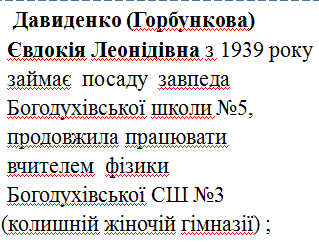 Давиденко (Горбункова)
Євдокія Леонідівна з 1939 року
займає посаду завпеда
Богодухівської школи №5,
продовжила працювати
вчителем фізики
Богодухівської СШ №3
(колишній жіночій гімназії) ;